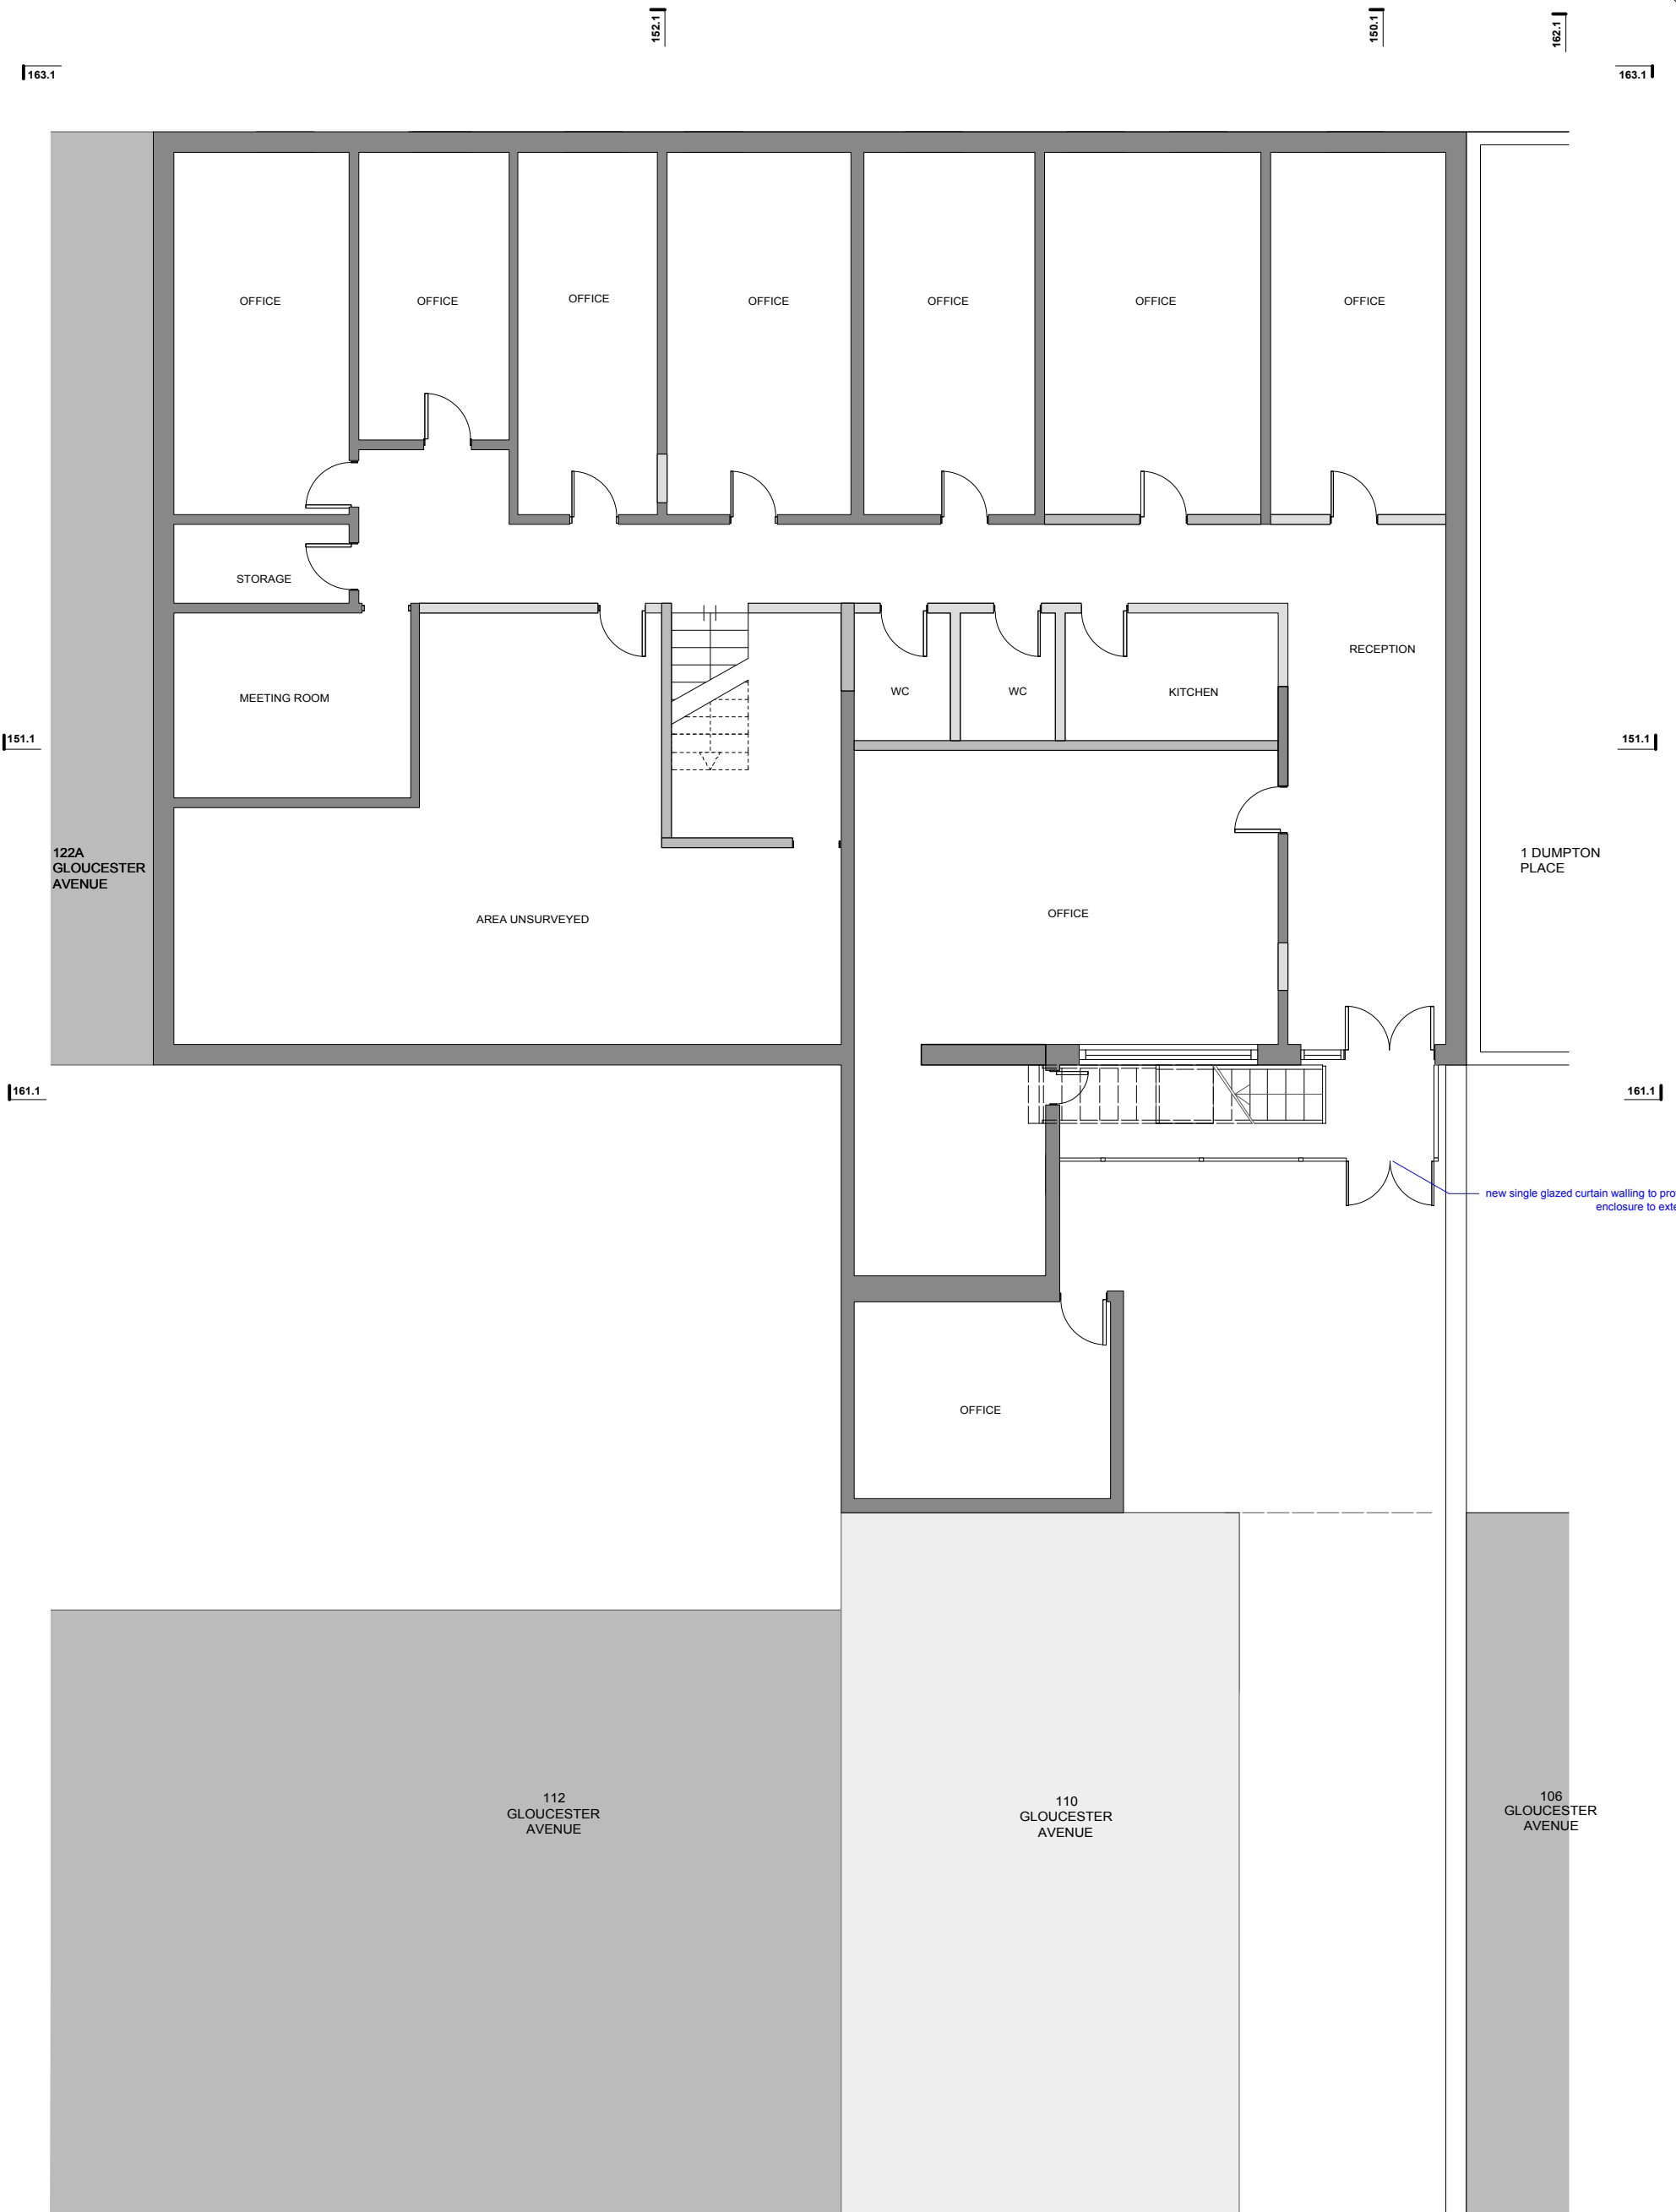 152.1
150.1
162.1
163.1
163.1
OFFICE
OFFICE
OFFICE
OFFICE
OFFICE
OFFICE
OFFICE
STORAGE
RECEPTION
MEETING ROOM
WC
WC
KITCHEN
151.1
151.1
122A
GLOUCESTER
AVENUE
1 DUMPTON
PLACE
AREA UNSURVEYED
OFFICE
161.1
161.1
new single glazed curtain walling to
enclosure to
OFFICE
112
GLOUCESTER
AVENUE
110
GLOUCESTER
AVENUE
106
GLOUCESTER
AVENUE